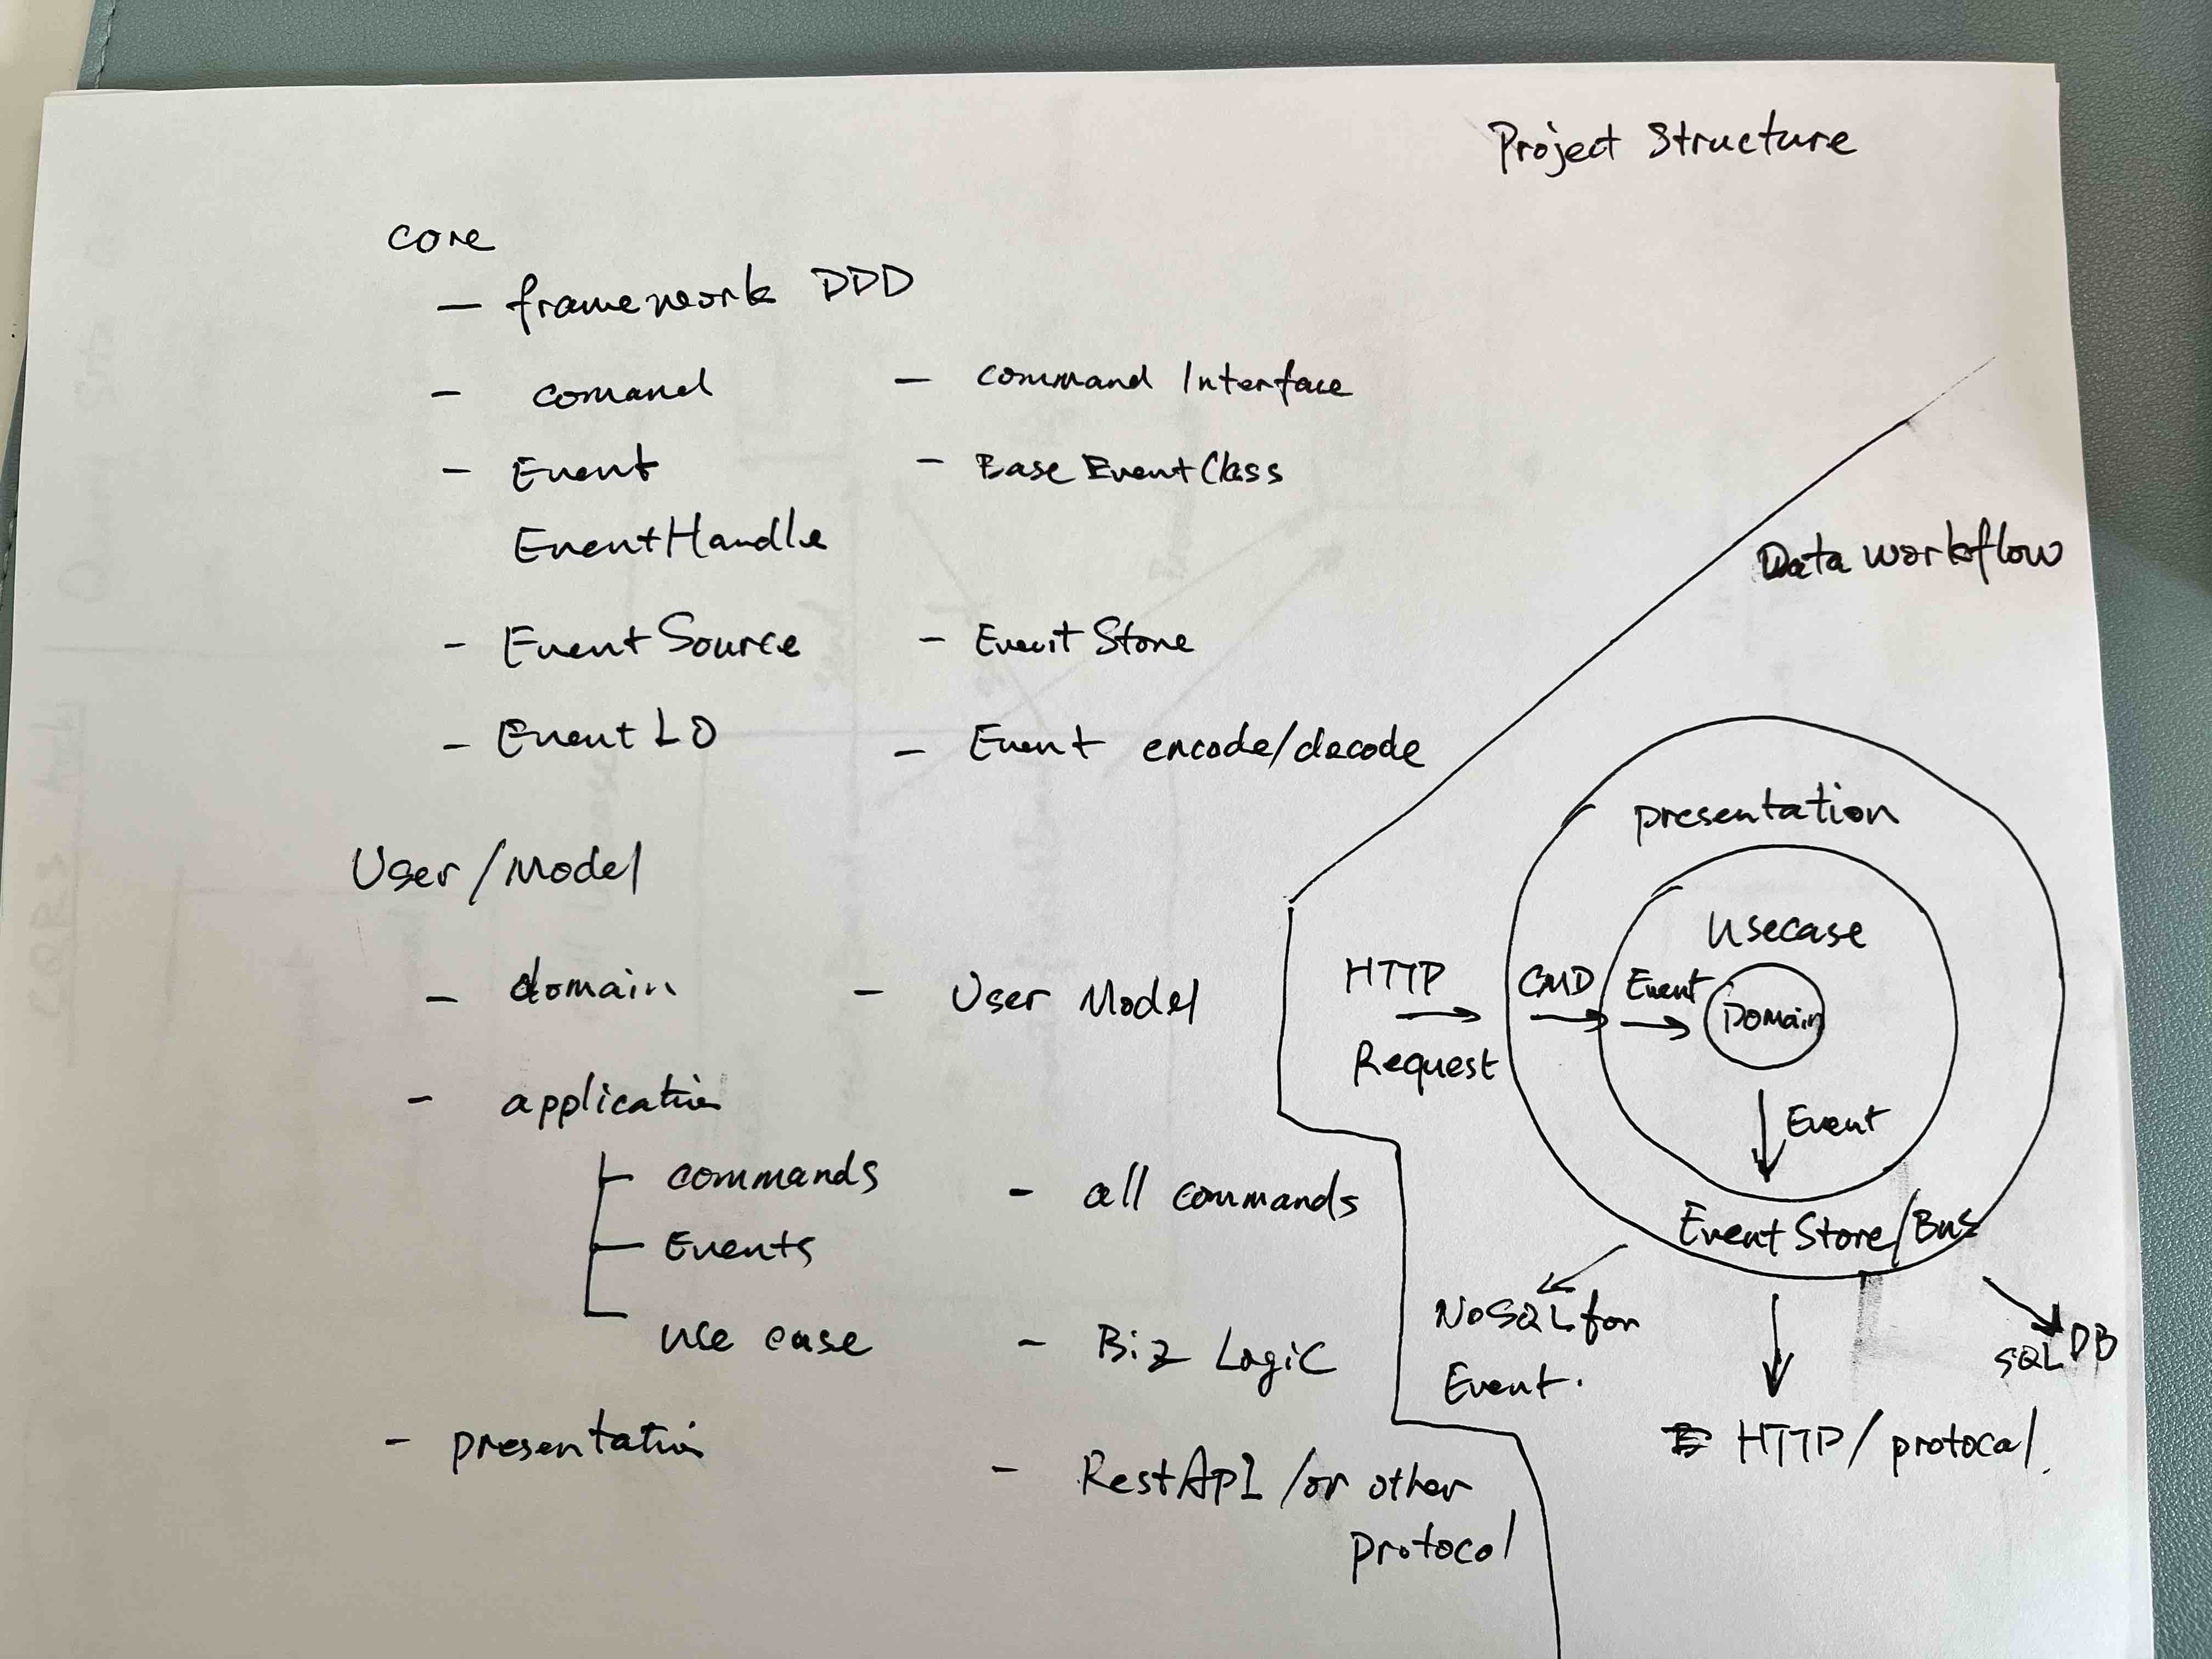 Project Structure
core
— framework DDD
- comand — command Interface
- Event - Base Event Class
EventHandle
- Event Source - Event Store
- Event LO - Event encode/decode
User/Model
- domain - User Model
- application
commands - all commands
Events
use case - Biz Logic
- presentation
- RestAPI /or other
protocol
Data workflow
presentation
Usecase
HTTP
Request
CMD
Event
Domain
Event
Event Store/Bus
NoSQL for
Event.
SQL DB
HTTP/protocal.